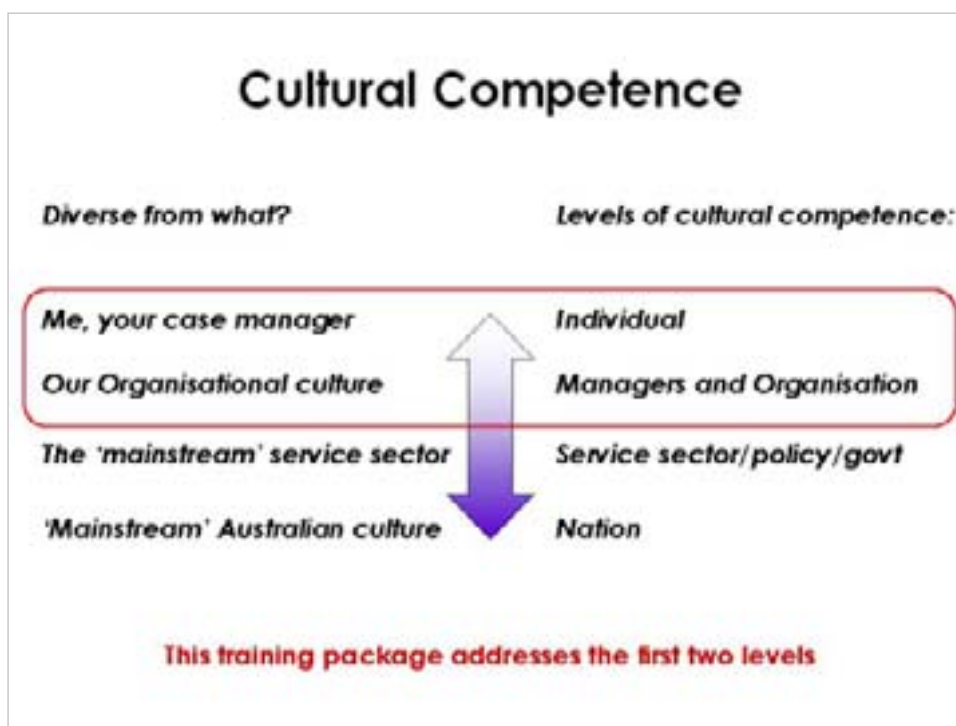 Cultural Competence
Diverse from what? Levels of cultural competence:
Me, your case manager Individual
Our Organisational culture Managers and Organisation
The ‘mainstream’ service sector Service sector/policy/govt
‘Mainstream’ Australian culture Nation
This training package addresses the first two levels